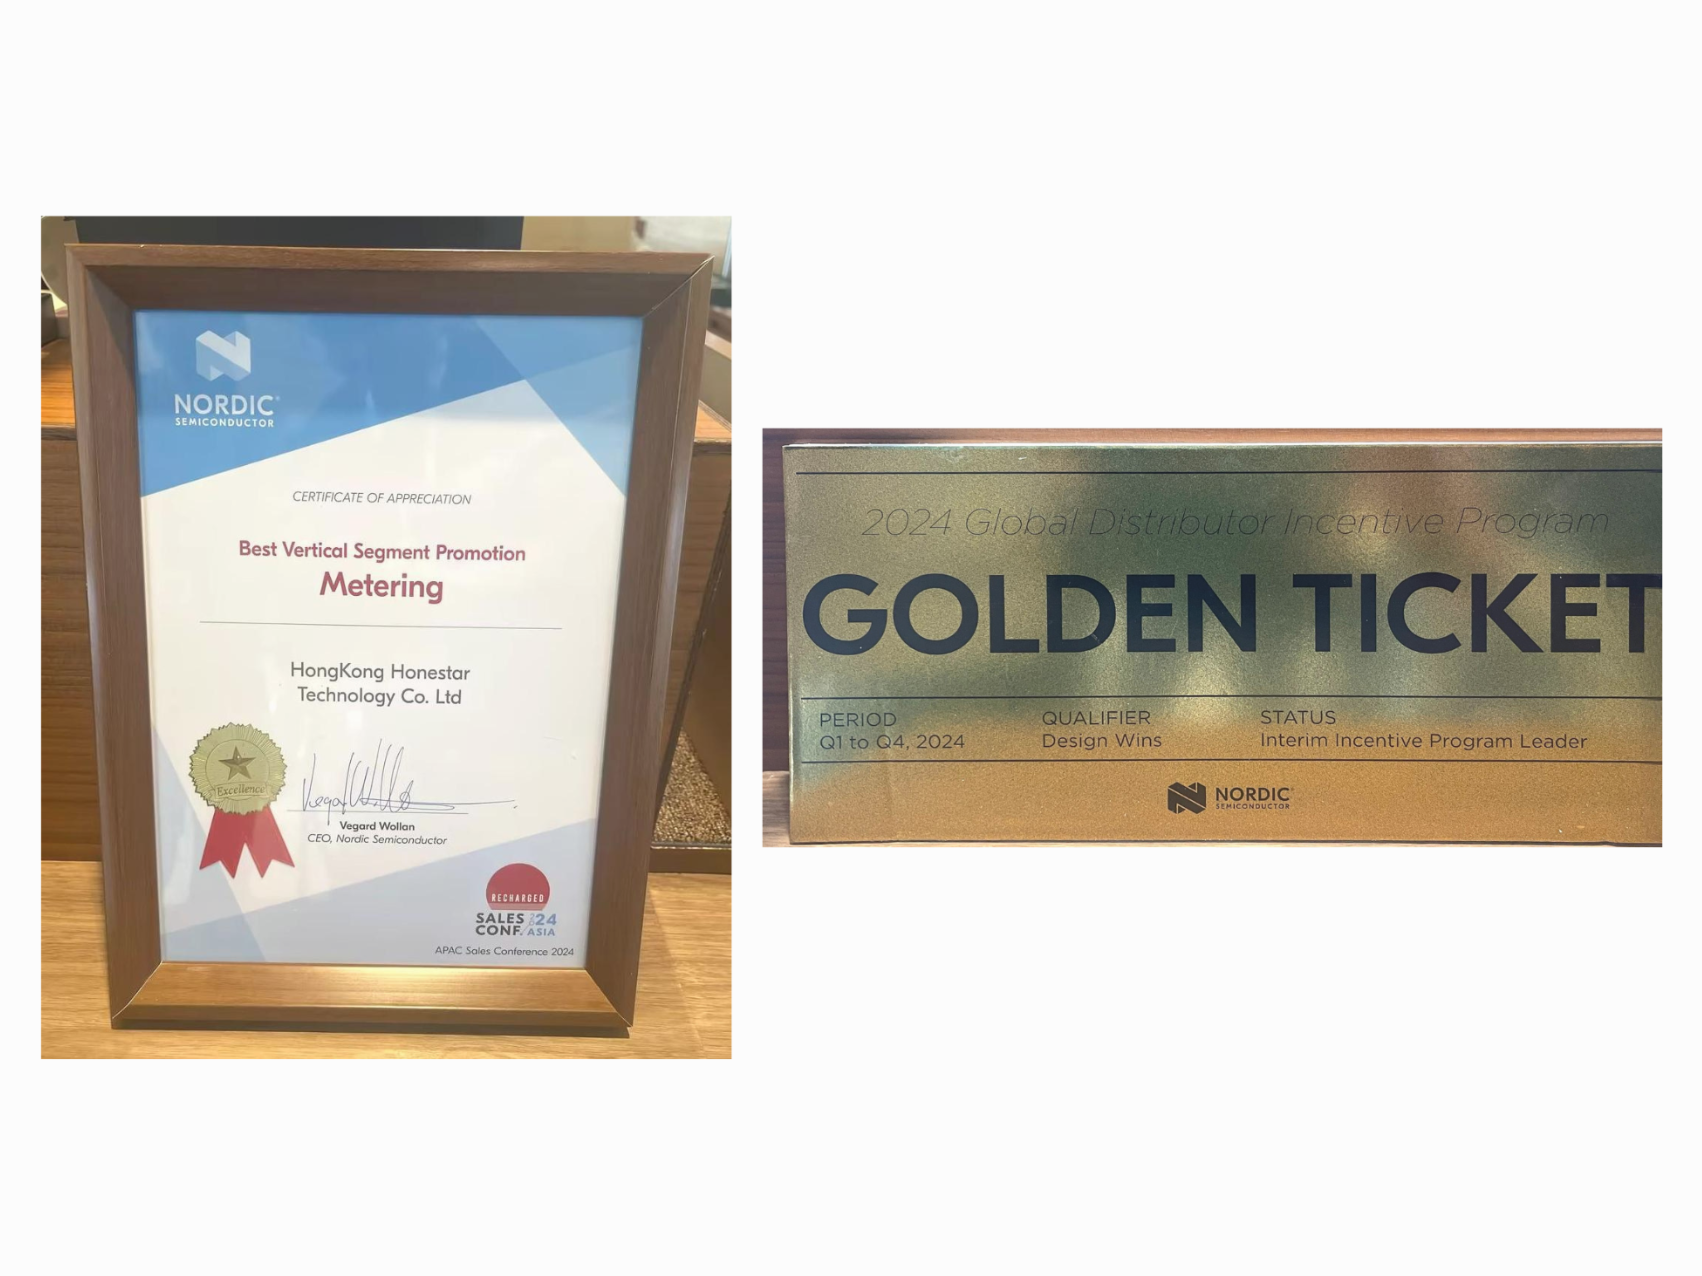 NORDIC®
SEMICONDUCTOR
CERTIFICATE OF APPRECIATION
Best Vertical Segment Promotion
Metering
HongKong Honestar
Technology Co. Ltd
Excellence
Vegard Wollan
CEO, Nordic Semiconductor
RECHARGED
SALES 24
CONF. ASIA
APAC Sales Conference 2024
2024 Global Distributor Incentive Program
GOLDEN TICKET
PERIOD QUALIFIER STATUS
Q1 to Q4, 2024 Design Wins Interim Incentive Program Leader
NORDIC®
SEMICONDUCTOR